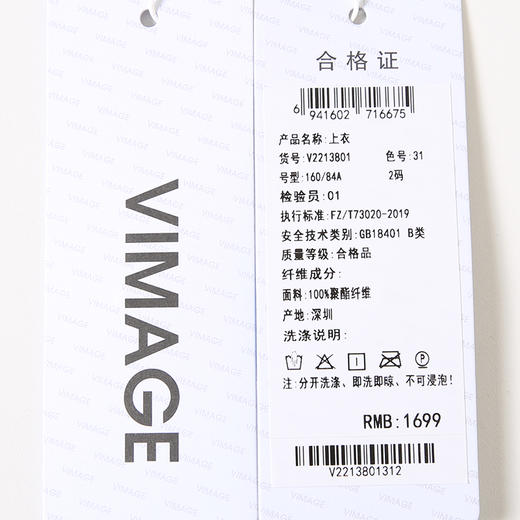 VIMAGE
合格证
6 941602 716675
产品名称:上衣
货号:V2213801 色号:31
号型:160/84A 2码
检验员:01
执行标准:FZ/T73020-2019
安全技术类别:GB18401 B类
质量等级:合格品
纤维成分:
面料:100%聚酯纤维
产地:深圳
洗涤说明:
注:分开洗涤、即洗即晾、不可浸泡!
RMB:1699
V2213801312